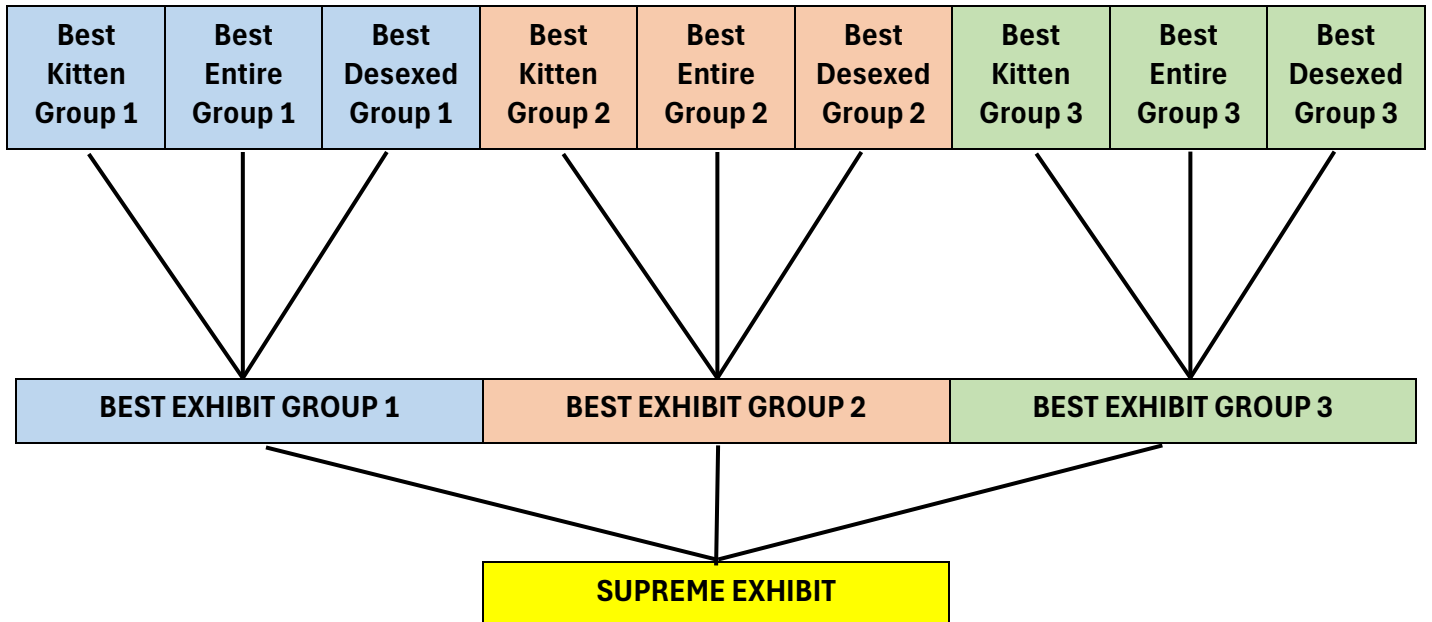 Best
Kitten
Group 1
Best
Entire
Group 1
Best
Desexed
Group 1
Best
Kitten
Group 2
Best
Entire
Group 2
Best
Desexed
Group 2
Best
Kitten
Group 3
Best
Entire
Group 3
Best
Desexed
Group 3
BEST EXHIBIT GROUP 1
BEST EXHIBIT GROUP 2
BEST EXHIBIT GROUP 3
SUPREME EXHIBIT